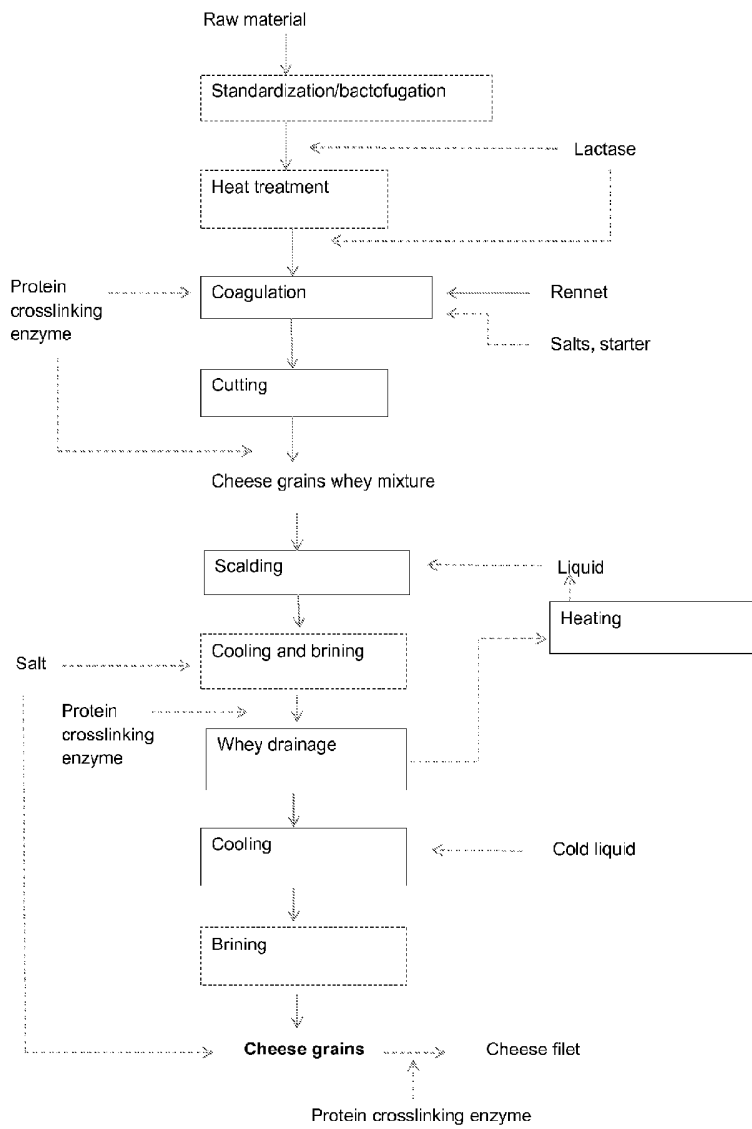 Raw material
Standardization/bactofugation
Lactase
Heat treatment
Protein
crosslinking
enzyme
Coagulation
Rennet
Salts, starter
Cutting
Cheese grains whey mixture
Scalding
Liquid
Heating
Salt
Cooling and brining
Protein
crosslinking
enzyme
Whey drainage
Cooling
Cold liquid
Brining
Cheese grains
Cheese filet
Protein crosslinking enzyme